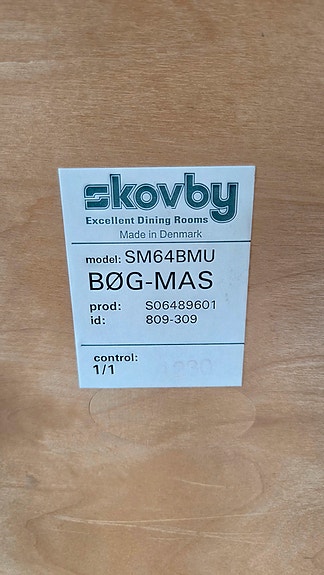 skovby
Excellent Dining Rooms
Made in Denmark
model: SM64BMU
BØG-MAS
prod: S06489601
id: 809-309
control:
1/1